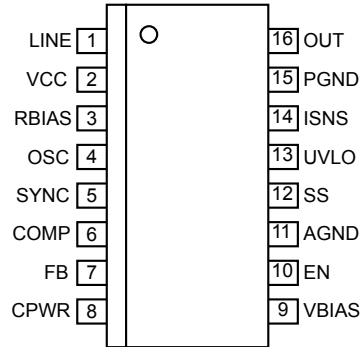 LINE 1 16 OUT
VCC 2 15 PGND
RBIAS 3 14 ISNS
OSC 4 13 UVLO
SYNC 5 12 SS
COMP 6 11 AGND
FB 7 10 EN
CPWR 8 9 VBIAS